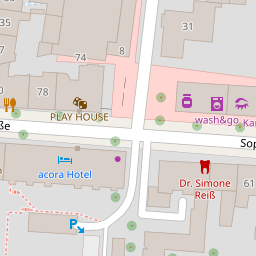 31
8
74
78
PLAY HOUSE
wash&go
Ka
ße
Sop
acora Hotel
Dr. Simone
Reiß
61
P